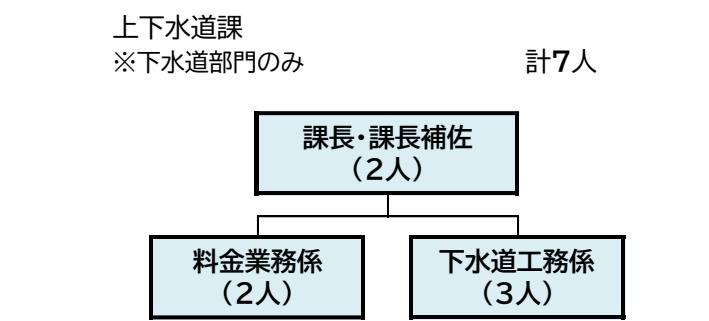 上下水道課
※下水道部門のみ
計7人
課長・課長補佐
（2人）
料金業務係
（2人）
下水道工務係
（3人）